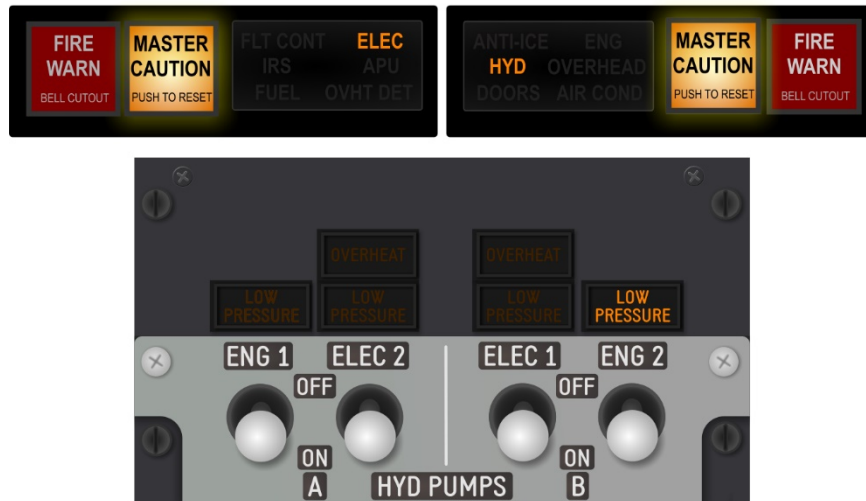 FIRE WARN
BELL CUTOUT
MASTER CAUTION
PUSH TO RESET
FLT CONT ELEC
IRS APU
FUEL OVHT DET
ANTI-ICE ENG
HYD OVERHEAD
DOORS AIR COND
MASTER CAUTION
PUSH TO RESET
FIRE WARN
BELL CUTOUT
OVERHEAT OVERHEAT
LOW PRESSURE
LOW PRESSURE
LOW PRESSURE
LOW PRESSURE
ENG 1 ELEC 2 ELEC 1 ENG 2
OFF OFF
ON ON
A HYD PUMPS B